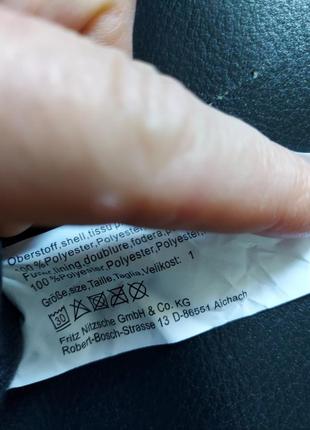 Oberstoff,shell,tissu
100%Polyester,Polyester
Futter,lining,doublure,fodera,
100%Polyester,Polyester,Polyester,
Größe,size,Taille,Taglia,Velikost: 1
30
Fritz Nitzsche GmbH & Co. KG
Robert-Bosch-Strasse 13 D-86551 Aichach